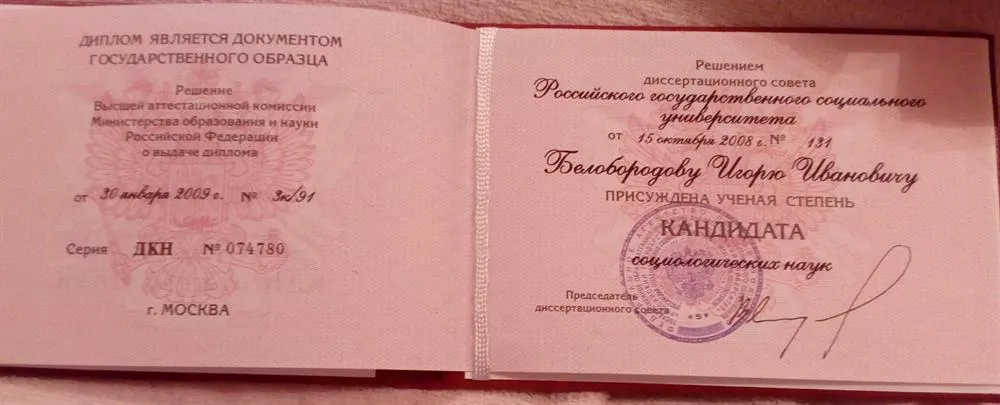 ДИПЛОМ ЯВЛЯЕТСЯ ДОКУМЕНТОМ
ГОСУДАРСТВЕННОГО ОБРАЗЦА
Решение
Высшей аттестационной комиссии
Министерства образования и науки
Российской Федерации
о выдаче диплома
от 30 января 2009 г. № 3к/91
Серия ДКН № 074780
г. МОСКВА
Решением
диссертационного совета
Российского государственного социального
университета
от 15 октября 2008 г. № 131
Белобородову Игорю Ивановичу
ПРИСУЖДЕНА УЧЕНАЯ СТЕПЕНЬ
КАНДИДАТА
социологических наук
Председатель
диссертационного совета